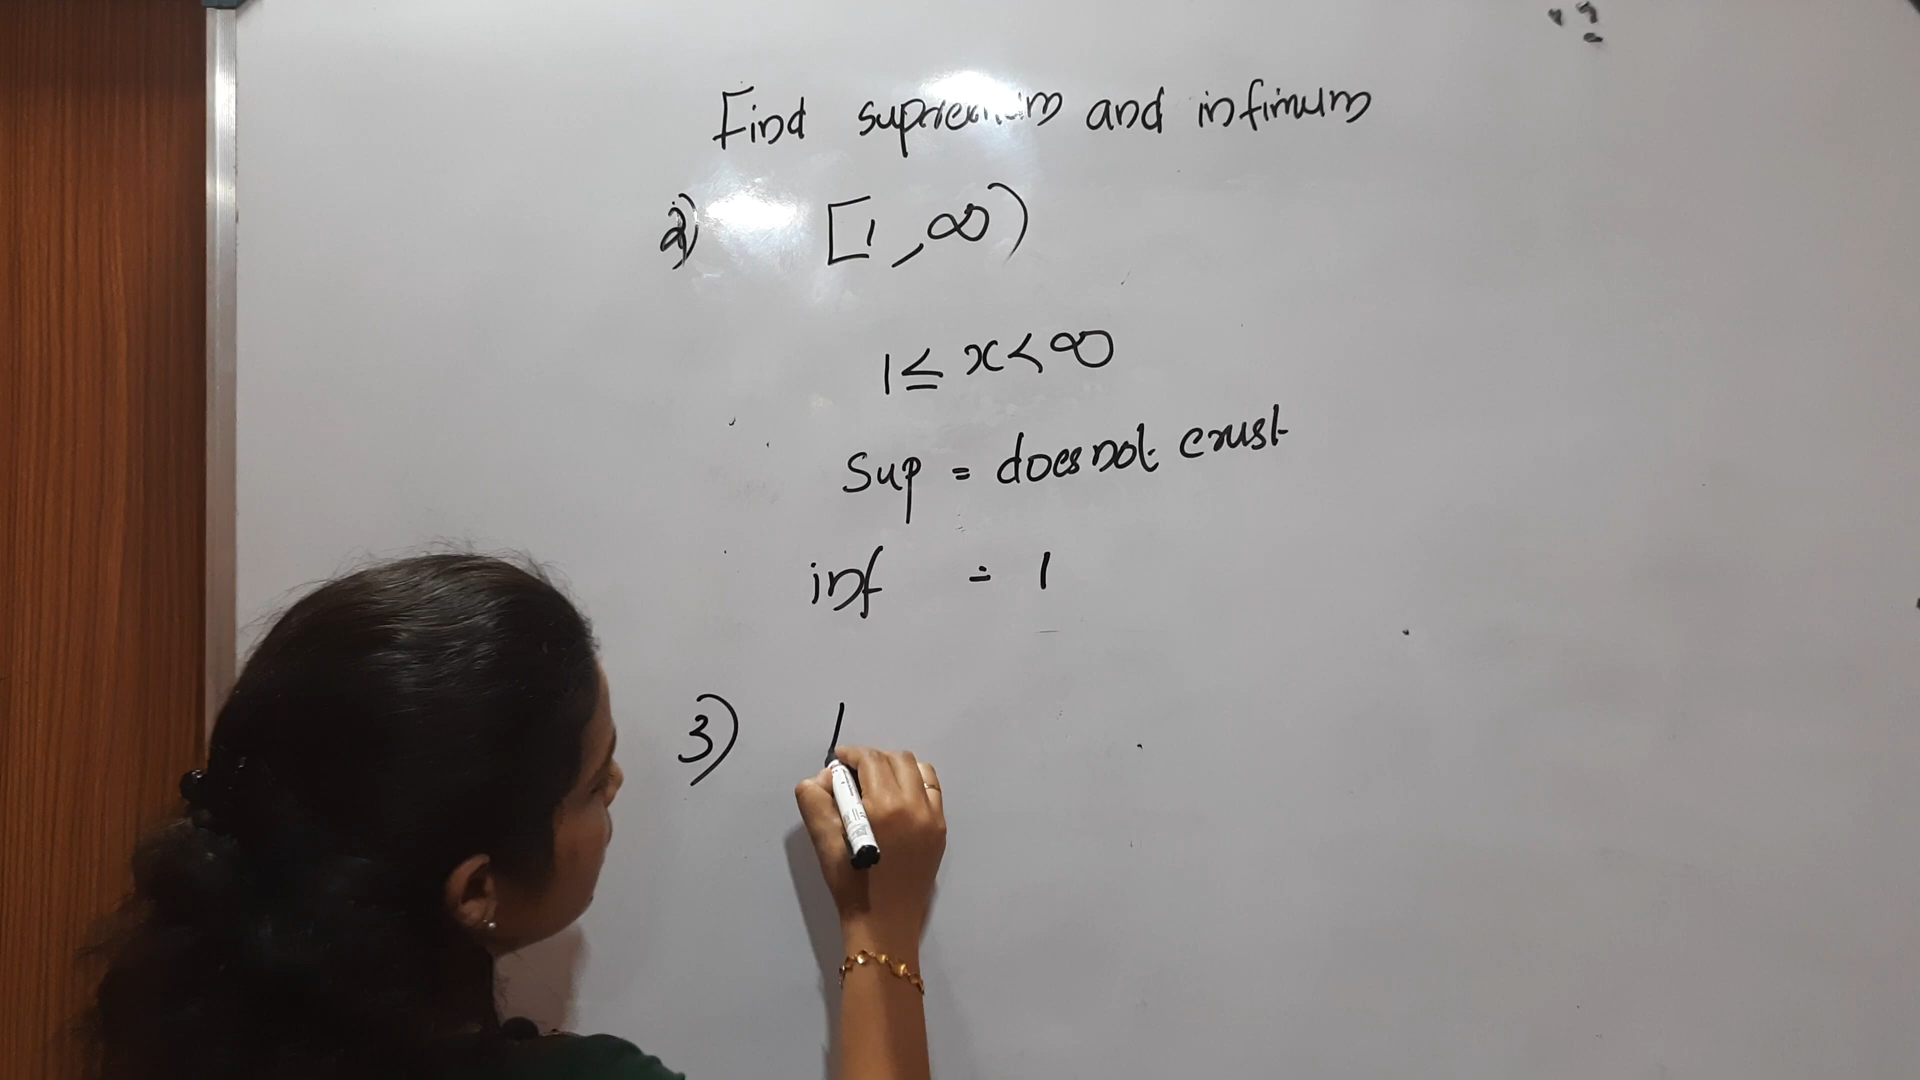 Find supremum and infimum
2) [1, ∞)
1 ≤ x < ∞
Sup = does not exist
inf = 1
3)